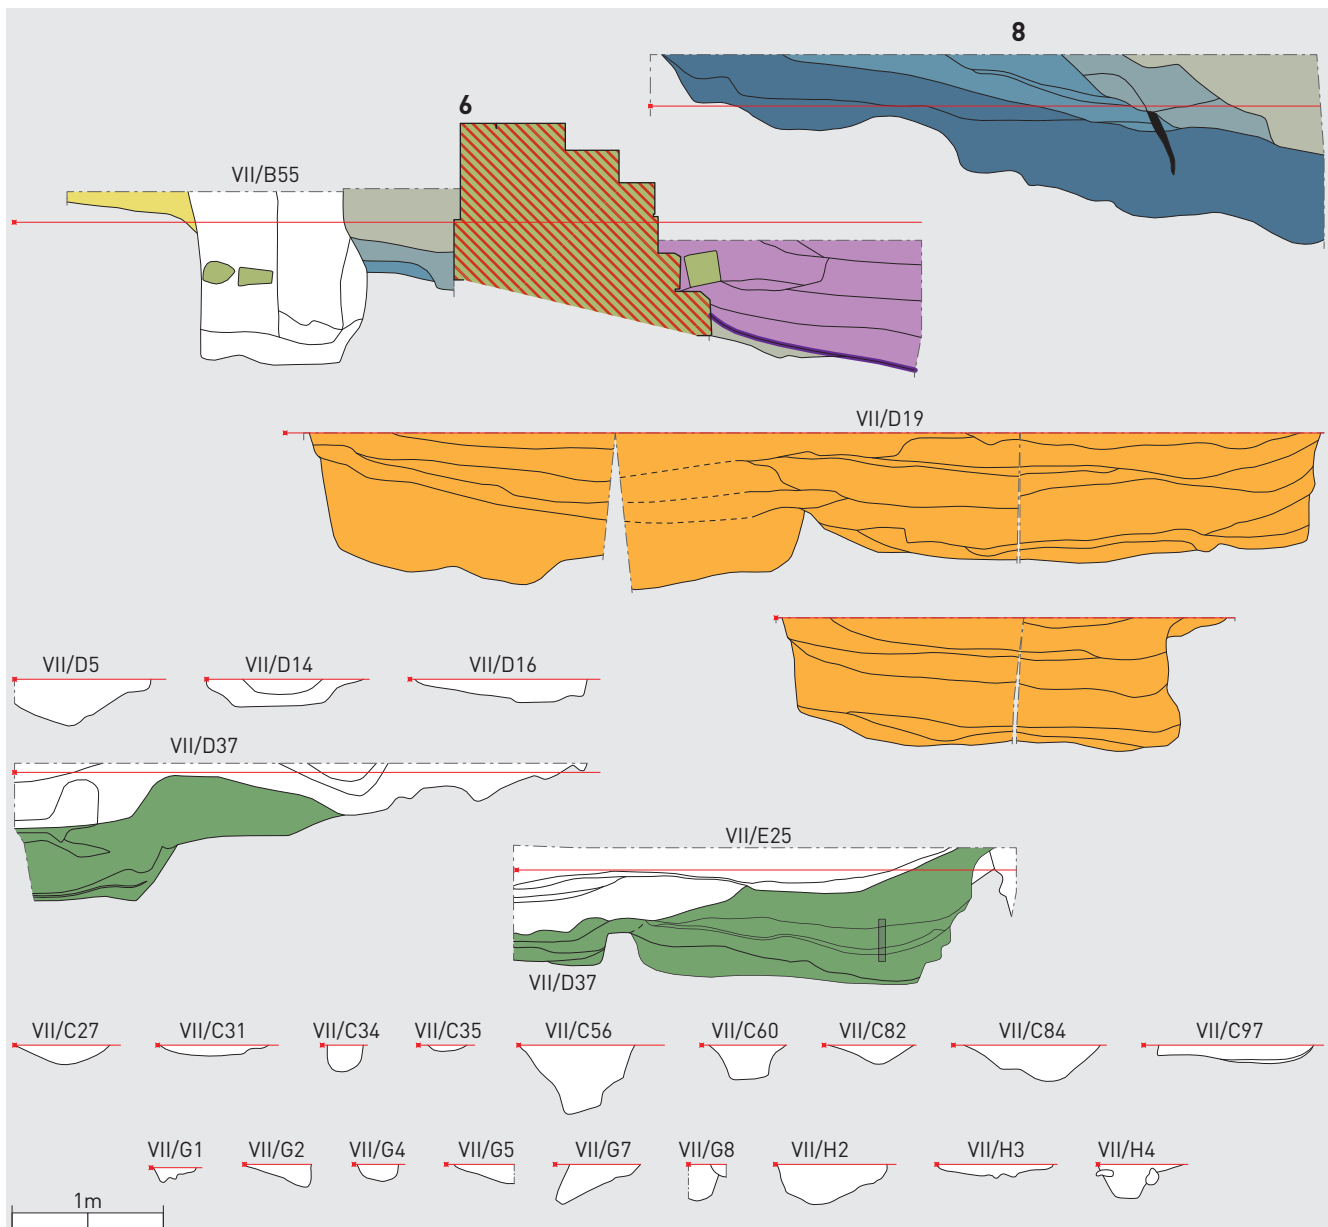 8
6
VII/B55
VII/D19
VII/D5 VII/D14 VII/D16
VII/D37
VII/E25
VII/D37
VII/C27 VII/C31 VII/C34 VII/C35 VII/C56 VII/C60 VII/C82 VII/C84 VII/C97
VII/G1 VII/G2 VII/G4 VII/G5 VII/G7 VII/G8 VII/H2 VII/H3 VII/H4
1m